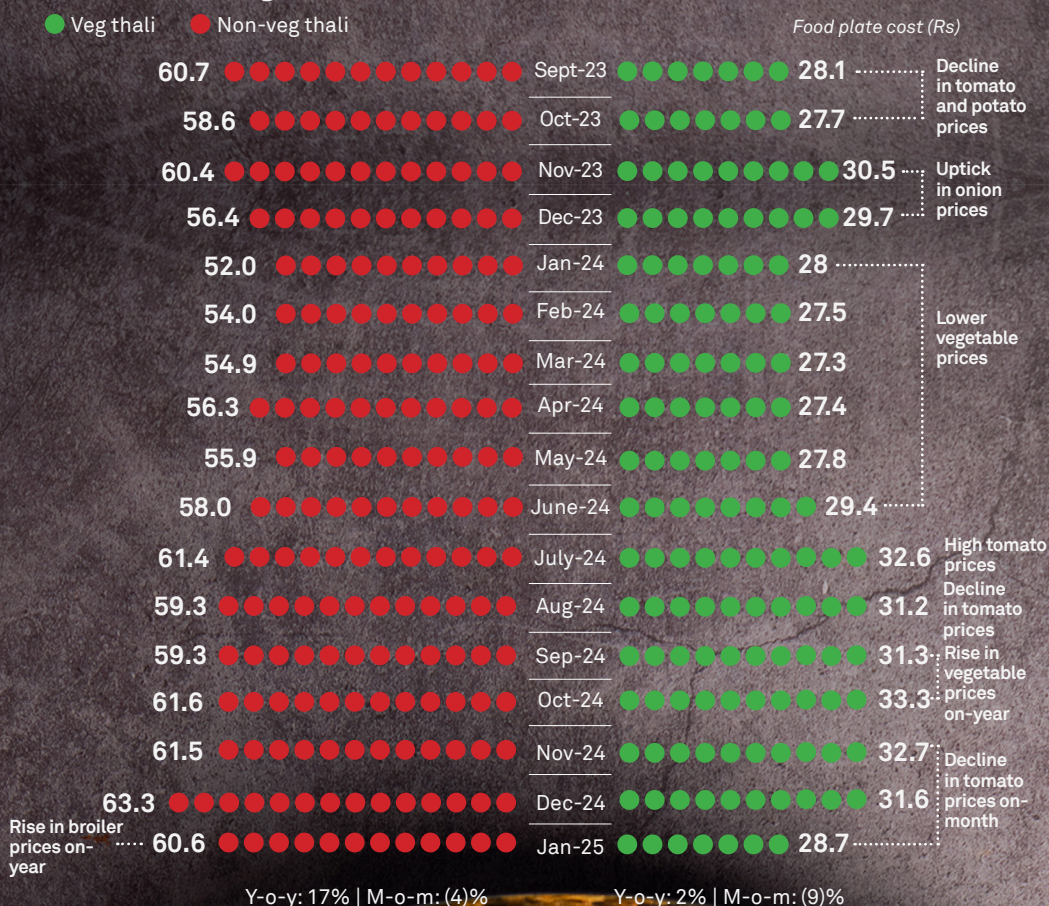 Veg thali Non-veg thali
Food plate cost (Rs)
60.7 Sept-23 28.1
Decline
in tomato
and potato
prices
58.6 Oct-23 27.7
60.4 Nov-23 30.5
Uptick
in onion
prices
56.4 Dec-23 29.7
52.0 Jan-24 28
54.0 Feb-24 27.5
Lower
vegetable
prices
54.9 Mar-24 27.3
56.3 Apr-24 27.4
55.9 May-24 27.8
58.0 June-24 29.4
61.4 July-24 32.6
High tomato
prices
59.3 Aug-24 31.2
Decline
in tomato
prices
59.3 Sep-24 31.3
Rise in
vegetable
prices
on-year
61.6 Oct-24 33.3
61.5 Nov-24 32.7
Decline
in tomato
prices on-
month
63.3 Dec-24 31.6
Rise in broiler
prices on-
year
60.6 Jan-25 28.7
Y-o-y: 17% | M-o-m: (4)% Y-o-y: 2% | M-o-m: (9)%